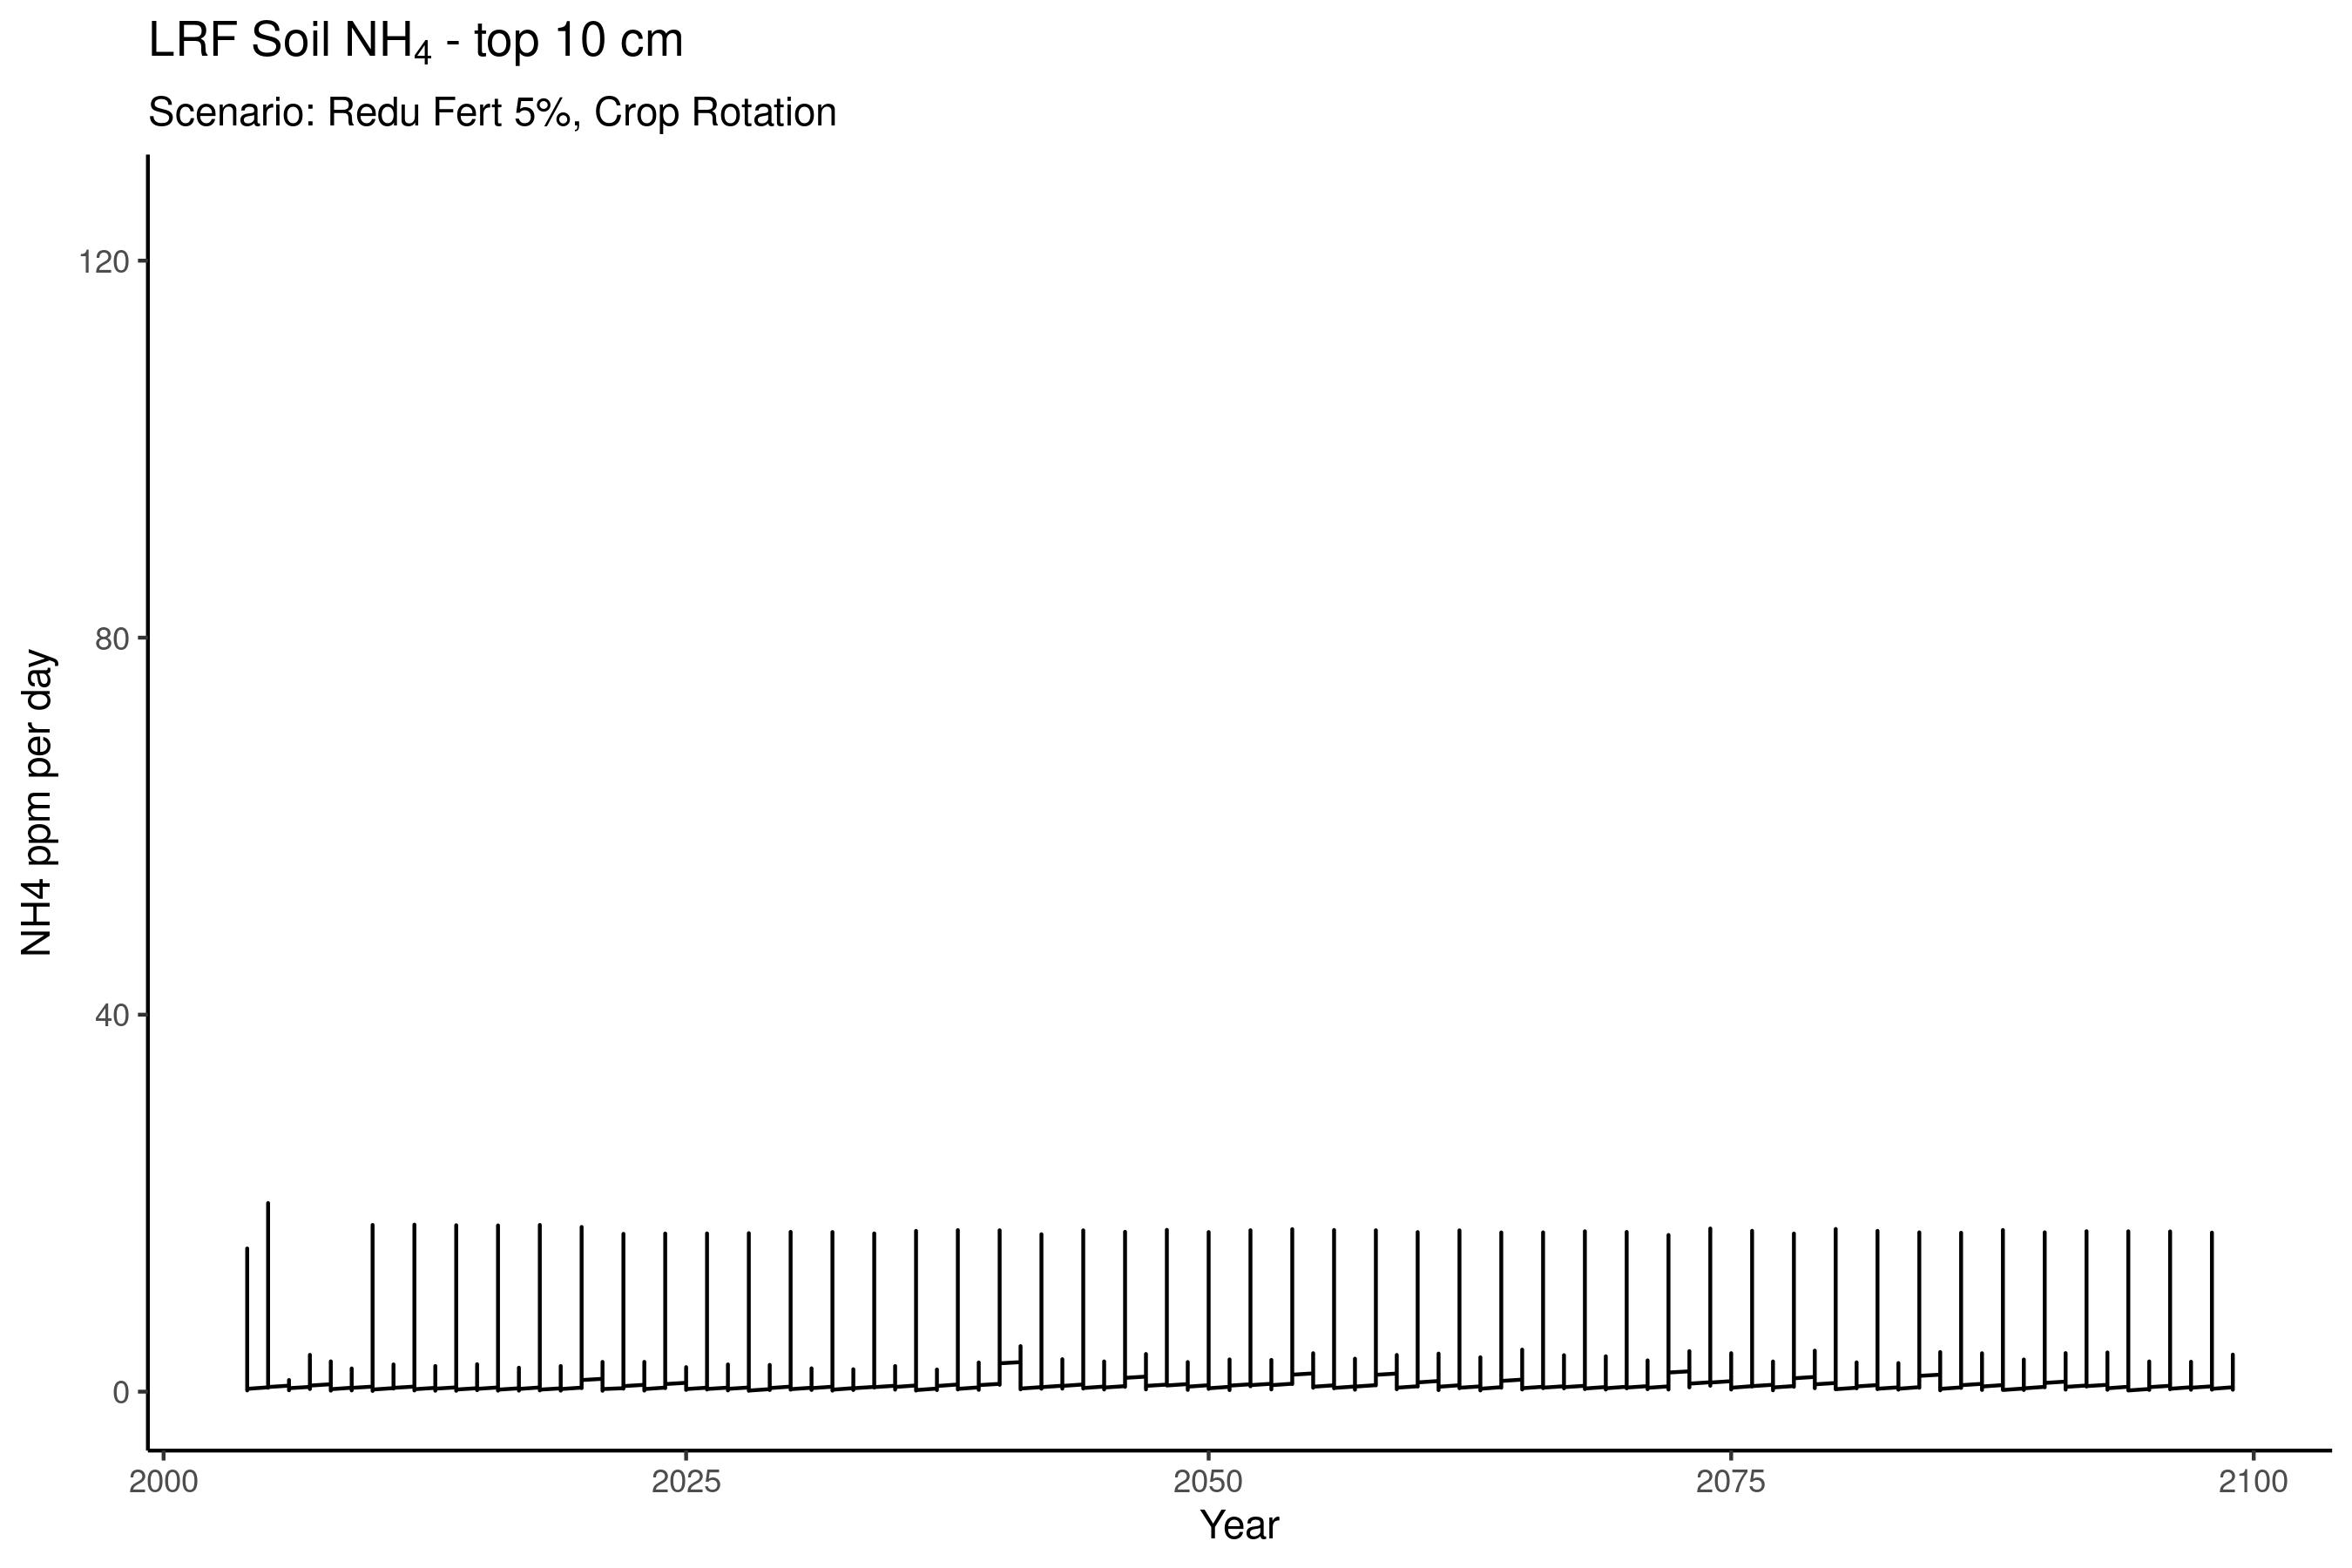 LRF Soil NH₄ - top 10 cm
Scenario: Redu Fert 5%, Crop Rotation
NH4 ppm per day
120
80
40
0
2000 2025 2050 2075 2100
Year